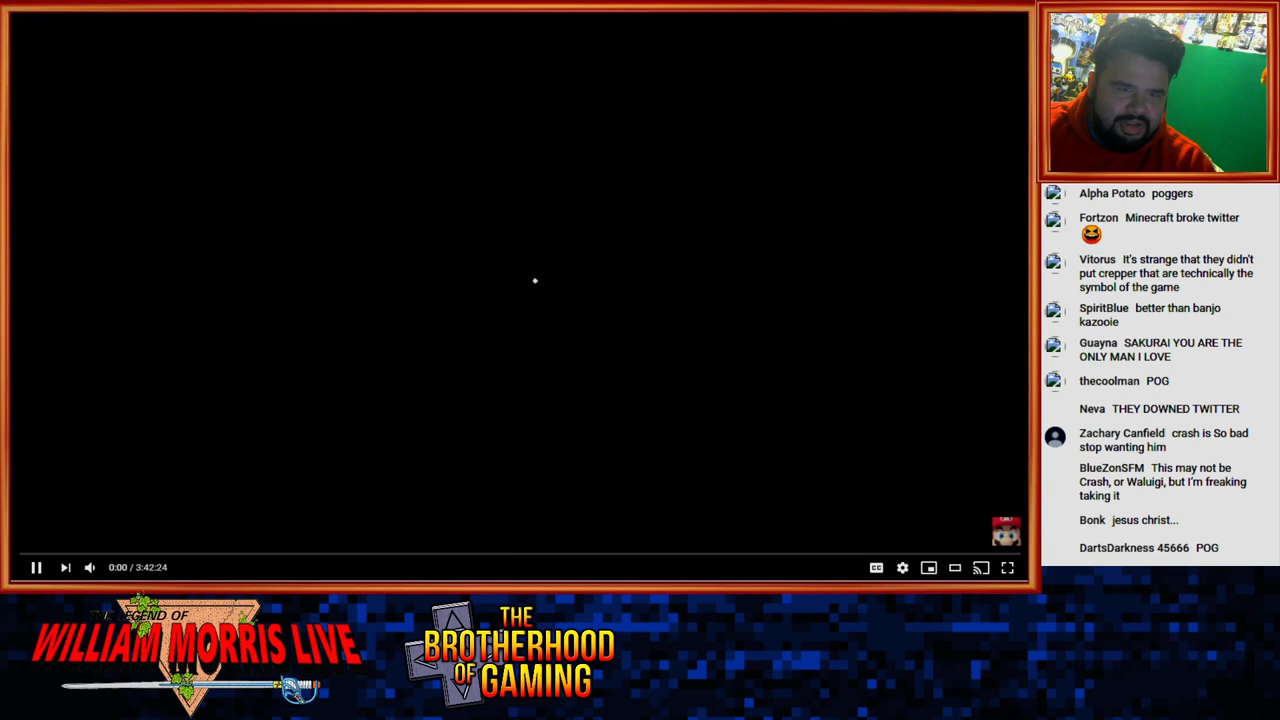 Alpha Potato poggers
Fortzon Minecraft broke twitter
Vitorus It's strange that they didn't
put crepper that are technically the
symbol of the game
SpiritBlue better than banjo
kazooie
Guayna SAKURAI YOU ARE THE
ONLY MAN I LOVE
thecoolman POG
Neva THEY DOWNED TWITTER
Zachary Canfield crash is So bad
stop wanting him
BlueZonSFM This may not be
Crash, or Waluigi, but I'm freaking
taking it
Bonk jesus christ...
DartsDarkness 45666 POG
0:00 / 3:42:24
CC
THE LEGEND OF
WILLIAM MORRIS LIVE
THE
BROTHERHOOD
OF GAMING